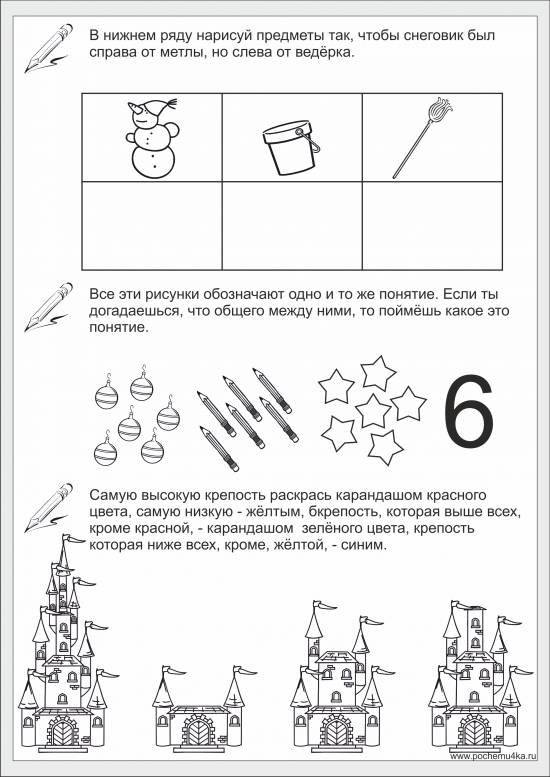 В нижнем ряду нарисуй предметы так, чтобы снеговик был
справа от метлы, но слева от ведёрка.
Все эти рисунки обозначают одно и то же понятие. Если ты
догадаешься, что общего между ними, то поймёшь какое это
понятие.
6
Самую высокую крепость раскрась карандашом красного
цвета, самую низкую - жёлтым, бкрепость, которая выше всех,
кроме красной, - карандашом зелёного цвета, крепость
которая ниже всех, кроме, жёлтой, - синим.
www.pochemu4ka.ru